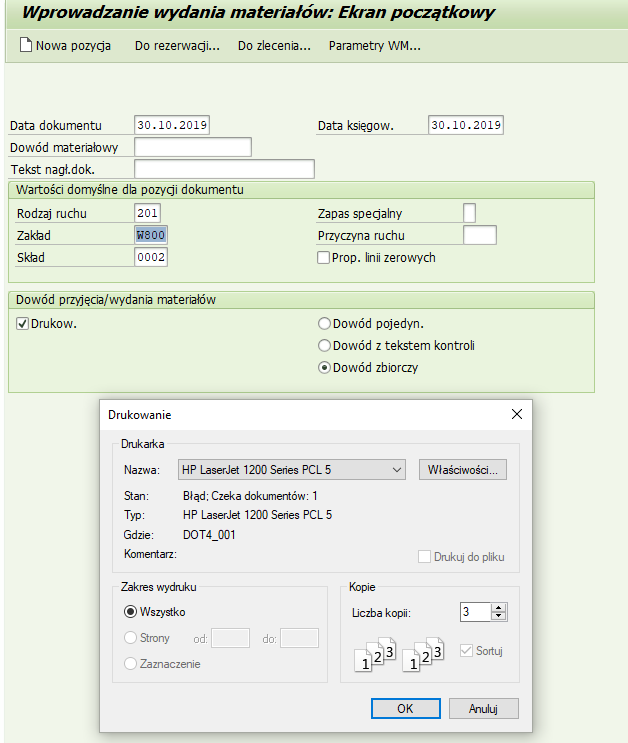 Wprowadzanie wydania materiałów: Ekran początkowy
Nowa pozycja Do rezerwacji... Do zlecenia... Parametry WM...
Data dokumentu 30.10.2019 Data księgow. 30.10.2019
Dowód materiałowy
Tekst nagł.dok.
Wartości domyślne dla pozycji dokumentu
Rodzaj ruchu 201 Zapas specjalny
Zakład W800 Przyczyna ruchu
Skład 0002 Prop. linii zerowych
Dowód przyjęcia/wydania materiałów
Drukow. Dowód pojedyn.
Dowód z tekstem kontroli
Dowód zbiorczy
Drukowanie
Drukarka
Nazwa: HP LaserJet 1200 Series PCL 5 Właściwości...
Stan: Błąd; Czeka dokumentów: 1
Typ: HP LaserJet 1200 Series PCL 5
Gdzie: DOT4_001
Komentarz: Drukuj do pliku
Zakres wydruku Kopie
Wszystko Liczba kopii: 3
Strony od: do: 1 2 3 1 2 3 Sortuj
Zaznaczenie
OK Anuluj